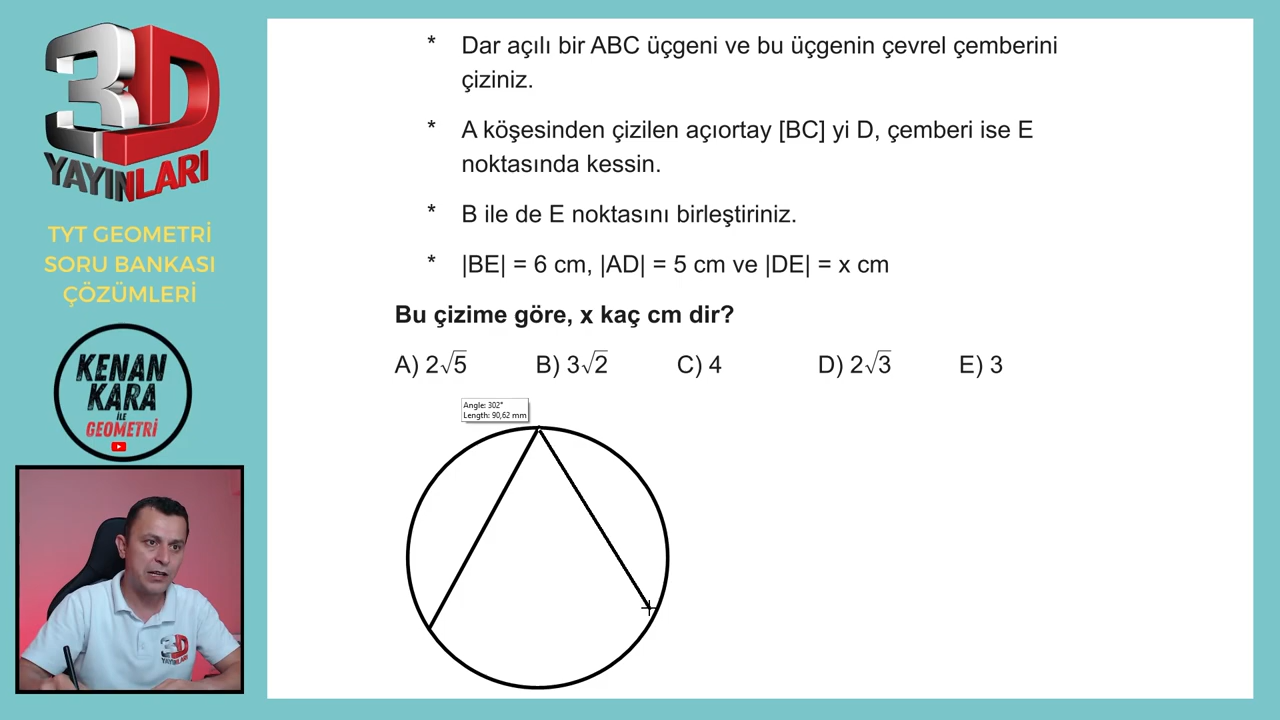 3D
YAYINLARI
TYT GEOMETRİ
SORU BANKASI
ÇÖZÜMLERİ
KENAN
KARA
İLE
GEOMETRİ
* Dar açılı bir ABC üçgeni ve bu üçgenin çevrel çemberini
çiziniz.
* A köşesinden çizilen açıortay [BC] yi D, çemberi ise E
noktasında kessin.
* B ile de E noktasını birleştiriniz.
* |BE| = 6 cm, |AD| = 5 cm ve |DE| = x cm
Bu çizime göre, x kaç cm dir?
A) 2√5 B) 3√2 C) 4 D) 2√3 E) 3
Angle: 302°
Length: 90,62 mm
3D
YAYINLARI